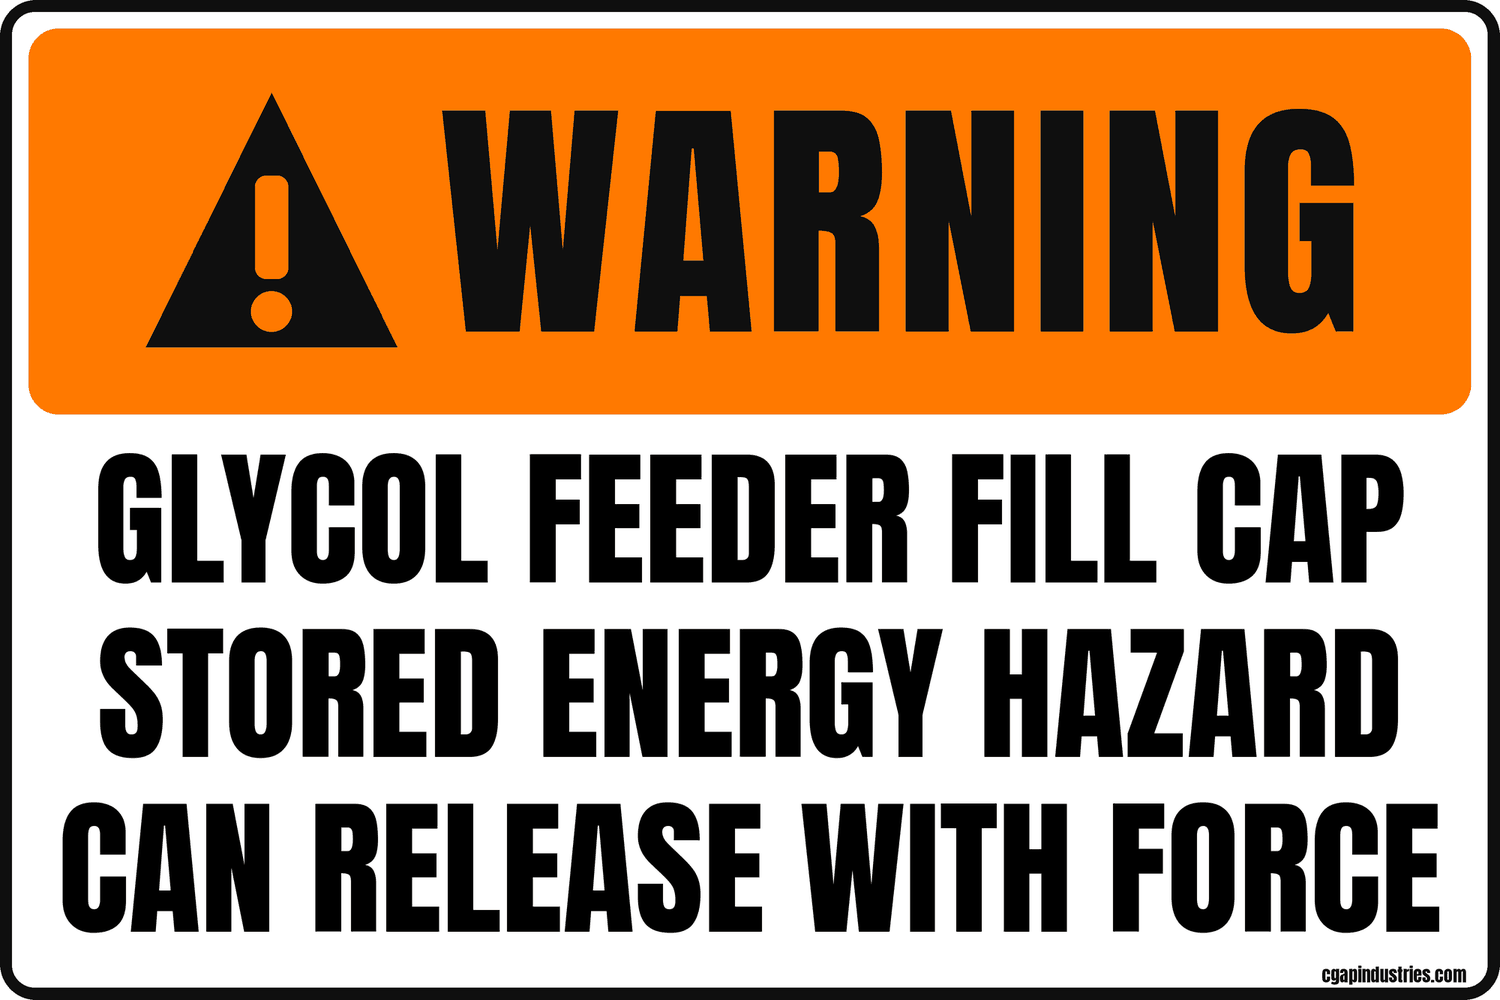 WARNING
GLYCOL FEEDER FILL CAP
STORED ENERGY HAZARD
CAN RELEASE WITH FORCE
cgapindustries.com